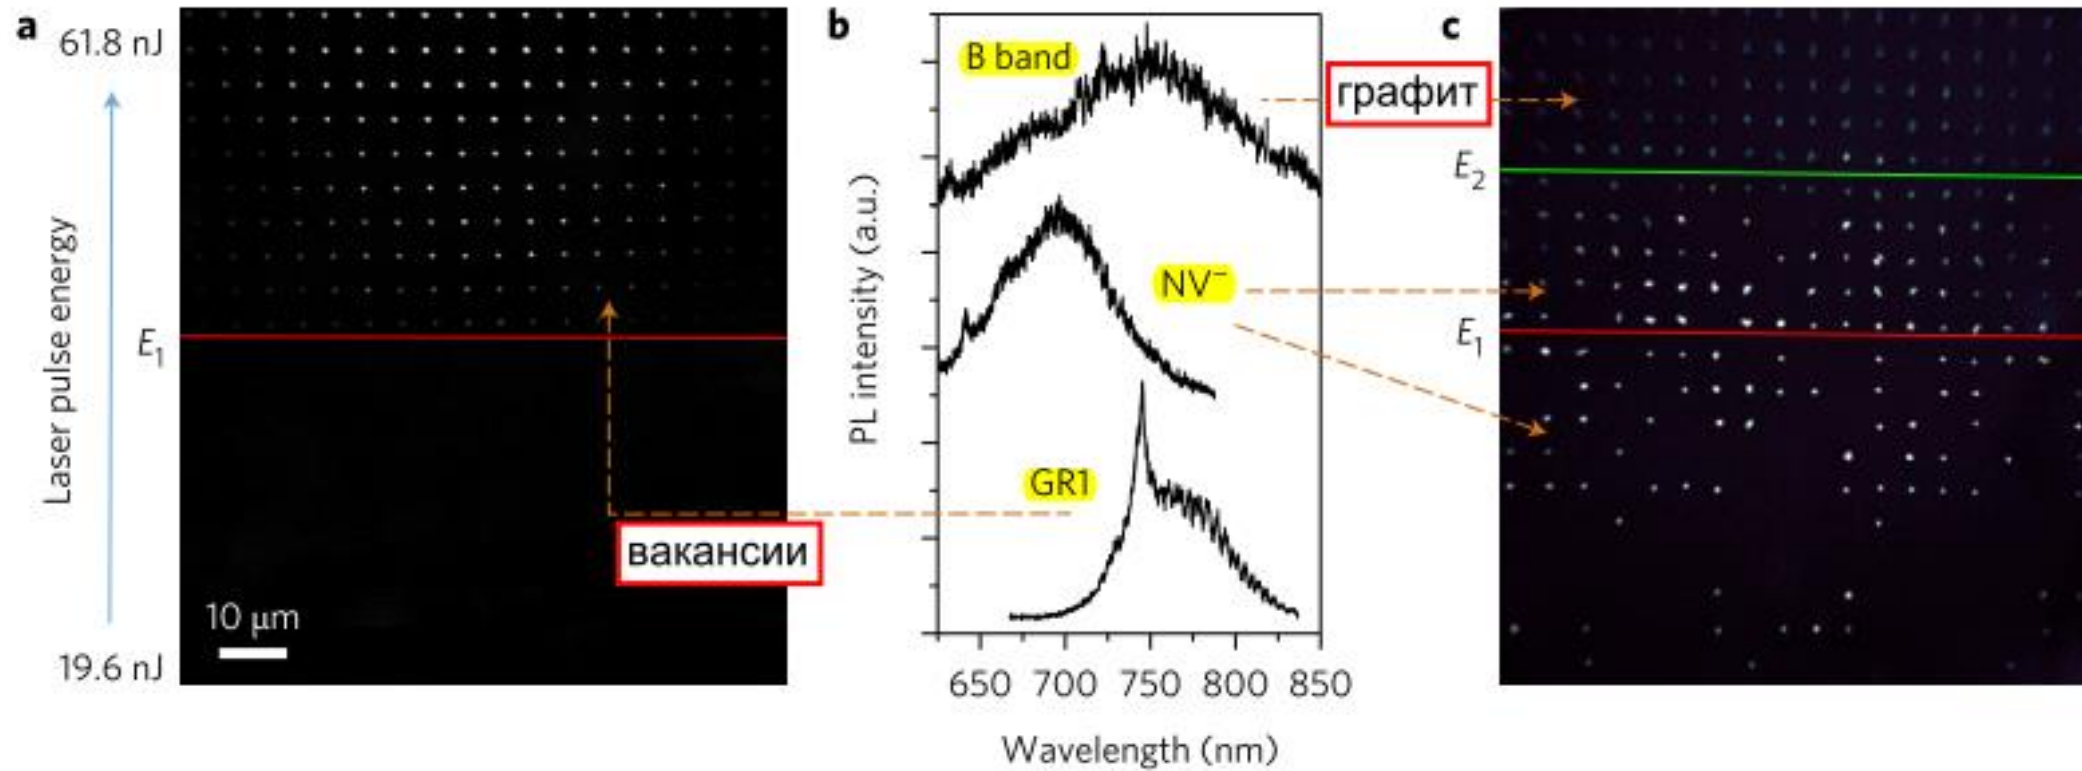 a
61.8 nJ
Laser pulse energy
E1
19.6 nJ
10 μm
вакансии
b
B band
NV⁻
GR1
PL intensity (a.u.)
650 700 750 800 850
Wavelength (nm)
c
графит
E2
E1